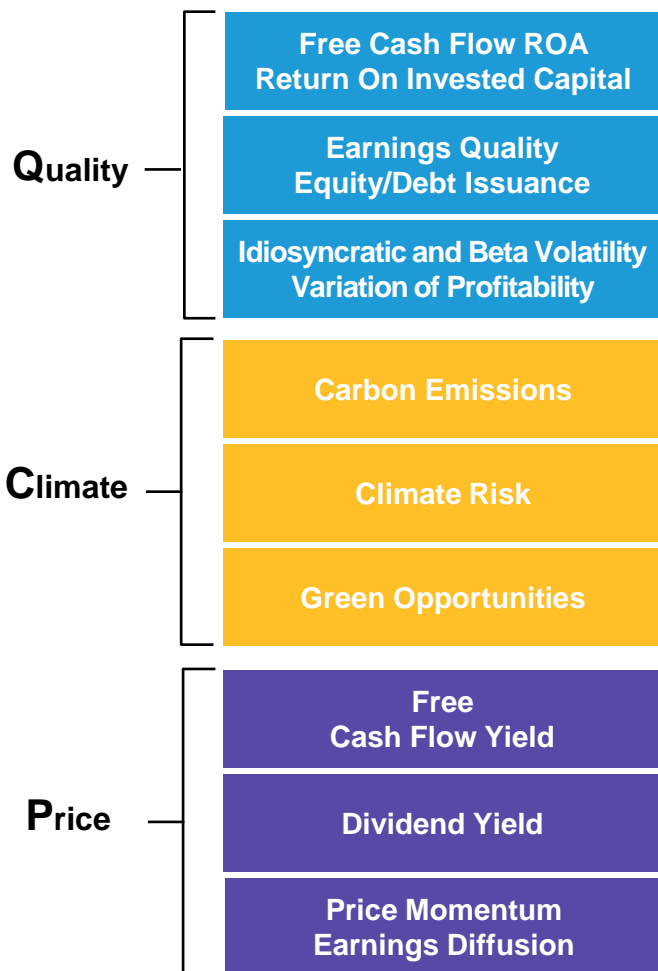 Free Cash Flow ROA
Return On Invested Capital
Quality
Earnings Quality
Equity/Debt Issuance
Idiosyncratic and Beta Volatility
Variation of Profitability
Carbon Emissions
Climate
Climate Risk
Green Opportunities
Free
Cash Flow Yield
Price
Dividend Yield
Price Momentum
Earnings Diffusion